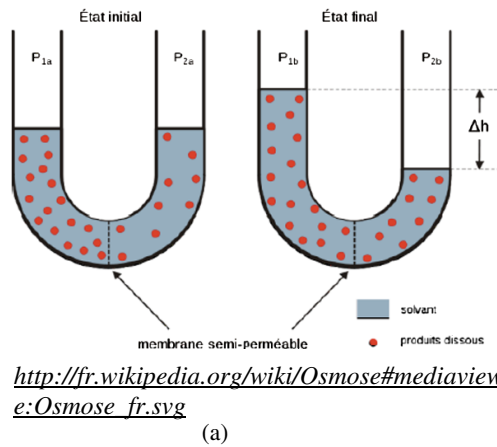 État initial
État final
P1a
P2a
P1b
P2b
Δh
solvant
membrane semi-perméable
produits dissous
http://fr.wikipedia.org/wiki/Osmose#mediaview
e:Osmose_fr.svg
(a)